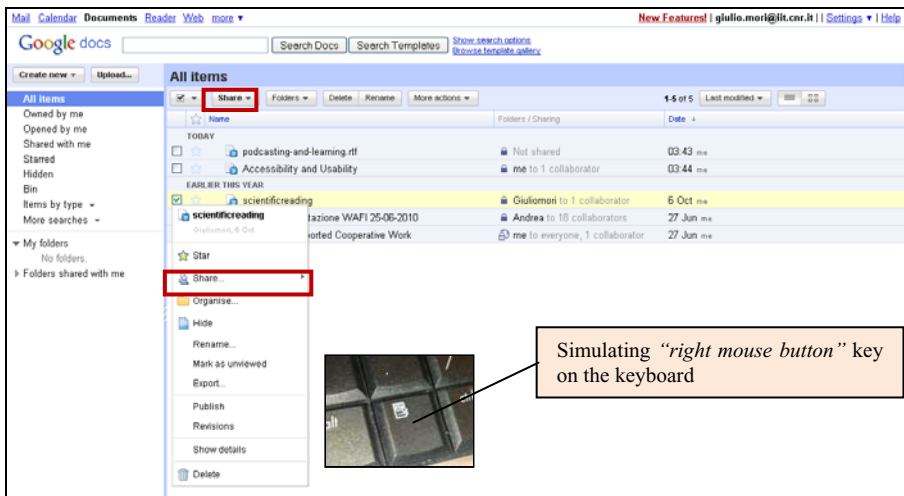 Mail Calendar Documents Reader Web more ▼
New Features! | giulio.mori@iit.cnr.it | | Settings ▼ | Help
Google docs
Search Docs
Search Templates
Show search options
Browse template gallery
Create new
Upload...
All items
Owned by me
Opened by me
Shared with me
Starred
Hidden
Bin
Items by type
More searches
My folders
No folders.
Folders shared with me
All items
Share
Folders
Delete
Rename
More actions
1-5 of 5
Last modified
Name
Folders / Sharing
Date
TODAY
podcasting-and-learning.rtf Not shared 03:43 me
Accessibility and Usability me to 1 collaborator 03:44 me
EARLIER THIS YEAR
scientificreading Giuliomori to 1 collaborator 6 Oct me
tazione WAFI 25-06-2010 Andrea to 18 collaborators 27 Jun me
orted Cooperative Work me to everyone, 1 collaborator 27 Jun me
scientificreading
Giuliomori, 6 Oct
Star
Share...
Organise...
Hide
Rename...
Mark as unviewed
Export...
Publish
Revisions
Show details
Delete
Simulating “right mouse button” key
on the keyboard